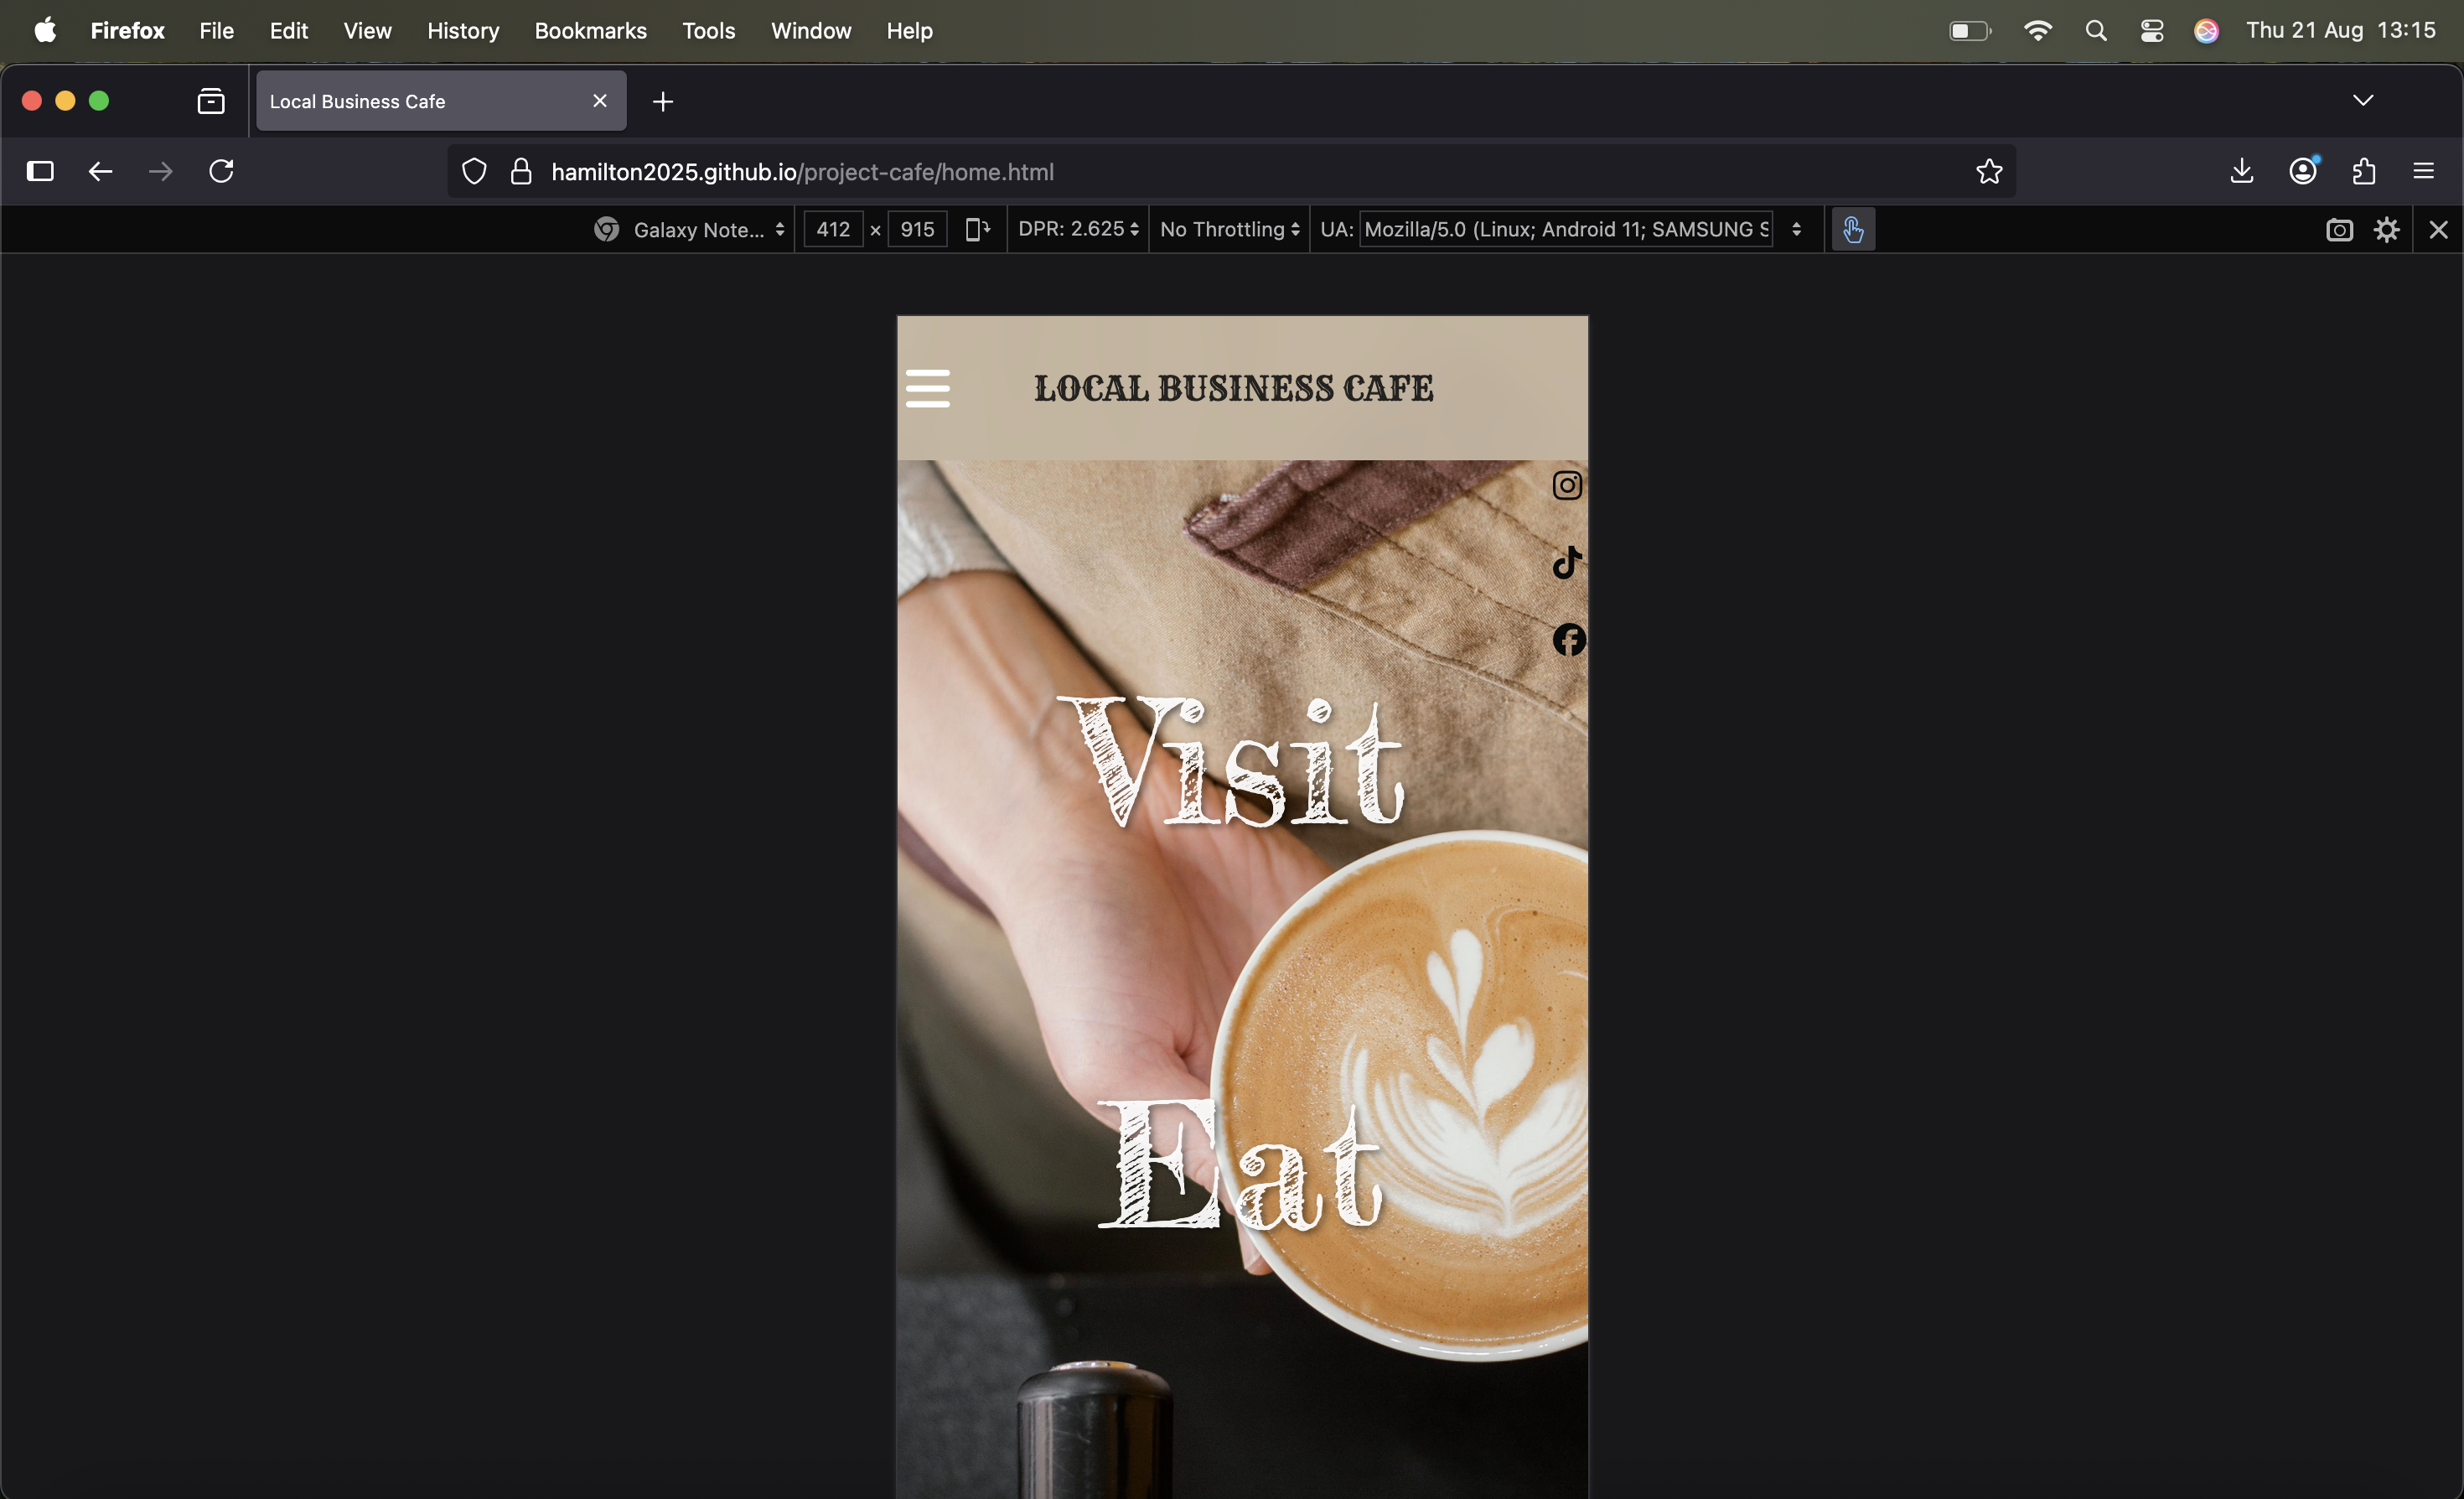 Firefox File Edit View History Bookmarks Tools Window Help Thu 21 Aug 13:15
Local Business Cafe
hamilton2025.github.io/project-cafe/home.html
Galaxy Note... 412 × 915 DPR: 2.625 No Throttling UA: Mozilla/5.0 (Linux; Android 11; SAMSUNG S
LOCAL BUSINESS CAFE
Visit
Eat